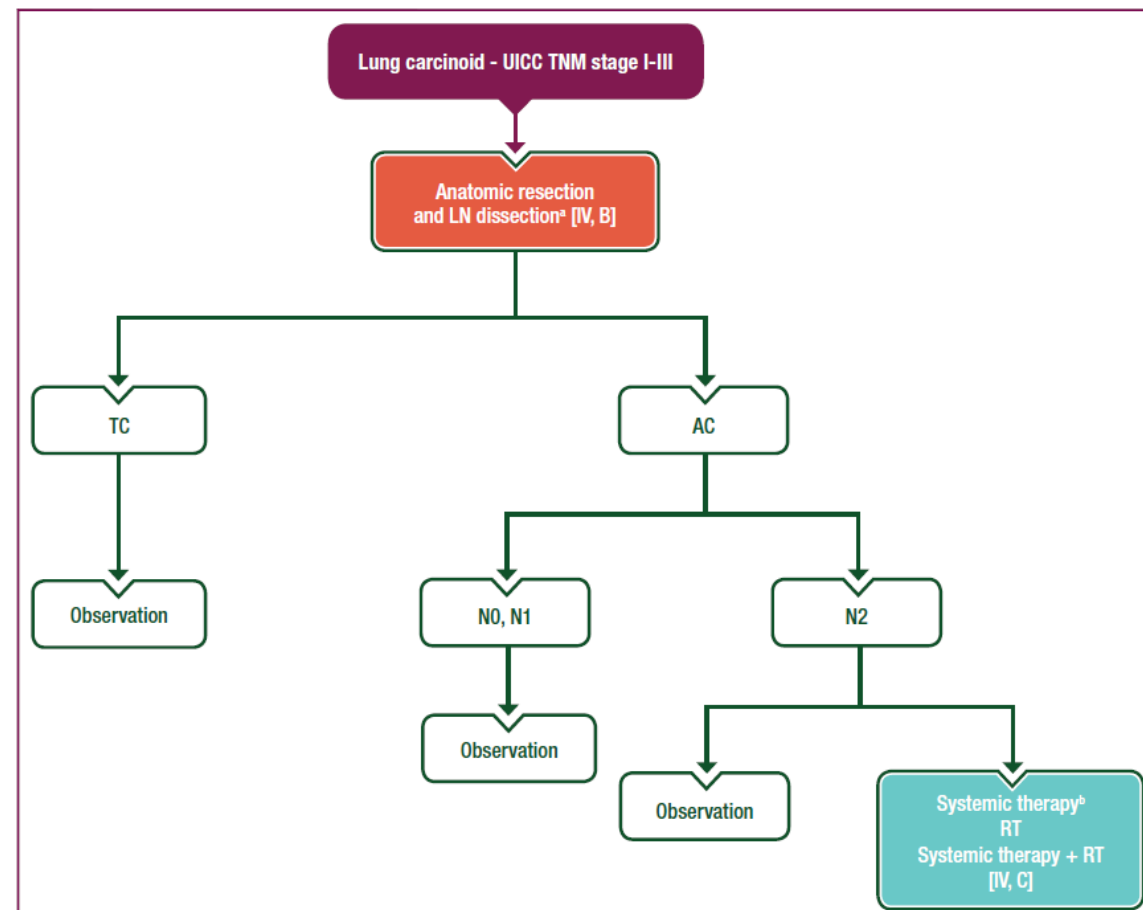 Lung carcinoid - UICC TNM stage I-III
Anatomic resection
and LN dissectionᵃ [IV, B]
TC
AC
Observation
N0, N1
N2
Observation
Observation
Systemic therapyᵇ
RT
Systemic therapy + RT
[IV, C]